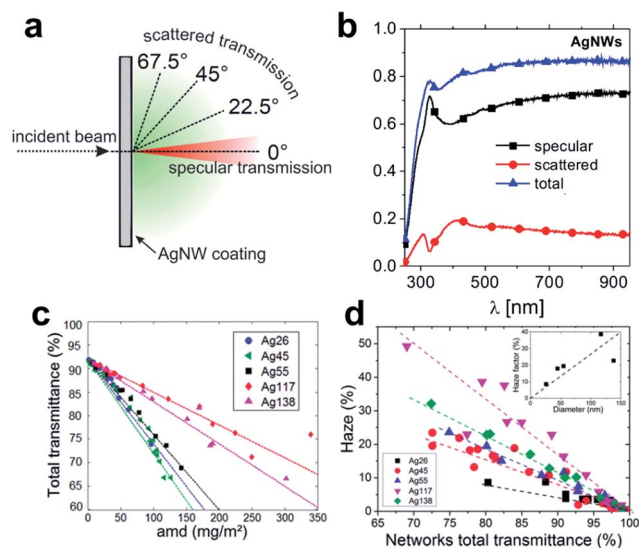 a
scattered transmission
67.5°
45°
22.5°
incident beam
0°
specular transmission
AgNW coating
b
AgNWs
1.0
0.8
0.6
0.4
0.2
0.0
specular
scattered
total
300 500 700 900
λ [nm]
c
Total transmittance (%)
100
95
90
85
80
75
70
65
60
Ag26
Ag45
Ag55
Ag117
Ag138
0 50 100 150 200 250 300 350
amd (mg/m²)
d
Haze (%)
50
40
30
20
10
0
Haze factor (%)
40
30
20
10
0
0 50 100 150
Diameter (nm)
Ag26
Ag45
Ag55
Ag117
Ag138
65 70 75 80 85 90 95 100
Networks total transmittance (%)